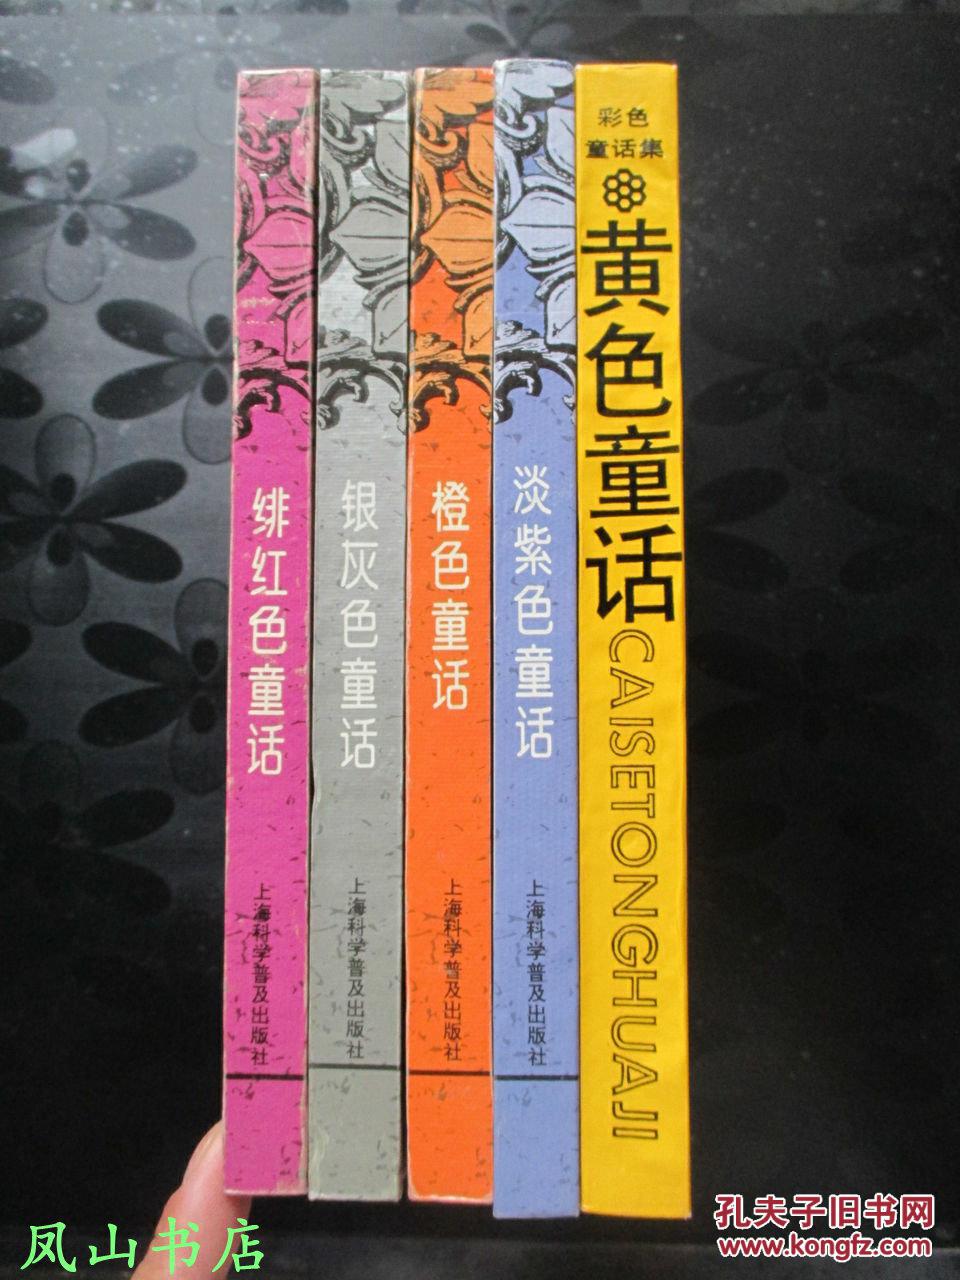 绯红色童话
上海科学普及出版社
银灰色童话
上海科学普及出版社
橙色童话
上海科学普及出版社
淡紫色童话
上海科学普及出版社
彩色
童话集
黄色童话
CAISETONGHUAJI
凤山书店
孔夫子旧书网
www.kongfz.com